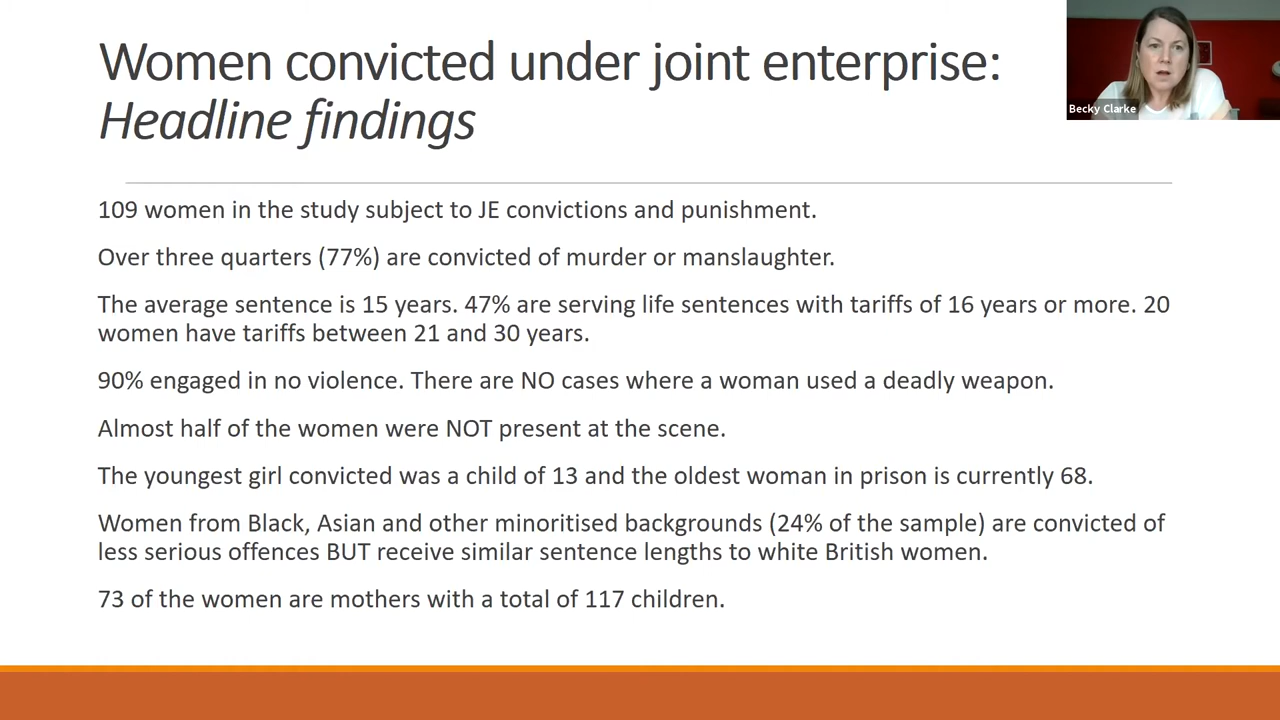 Women convicted under joint enterprise:
Headline findings
Becky Clarke
109 women in the study subject to JE convictions and punishment.
Over three quarters (77%) are convicted of murder or manslaughter.
The average sentence is 15 years. 47% are serving life sentences with tariffs of 16 years or more. 20
women have tariffs between 21 and 30 years.
90% engaged in no violence. There are NO cases where a woman used a deadly weapon.
Almost half of the women were NOT present at the scene.
The youngest girl convicted was a child of 13 and the oldest woman in prison is currently 68.
Women from Black, Asian and other minoritised backgrounds (24% of the sample) are convicted of
less serious offences BUT receive similar sentence lengths to white British women.
73 of the women are mothers with a total of 117 children.